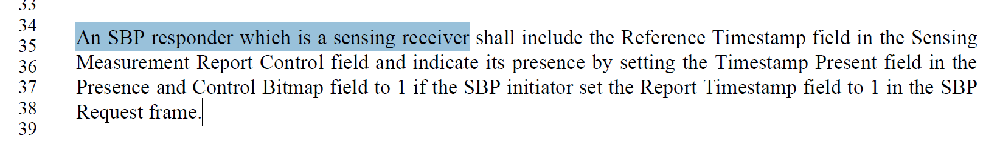 33
34
35
36
37
38
39
An SBP responder which is a sensing receiver shall include the Reference Timestamp field in the Sensing
Measurement Report Control field and indicate its presence by setting the Timestamp Present field in the
Presence and Control Bitmap field to 1 if the SBP initiator set the Report Timestamp field to 1 in the SBP
Request frame.